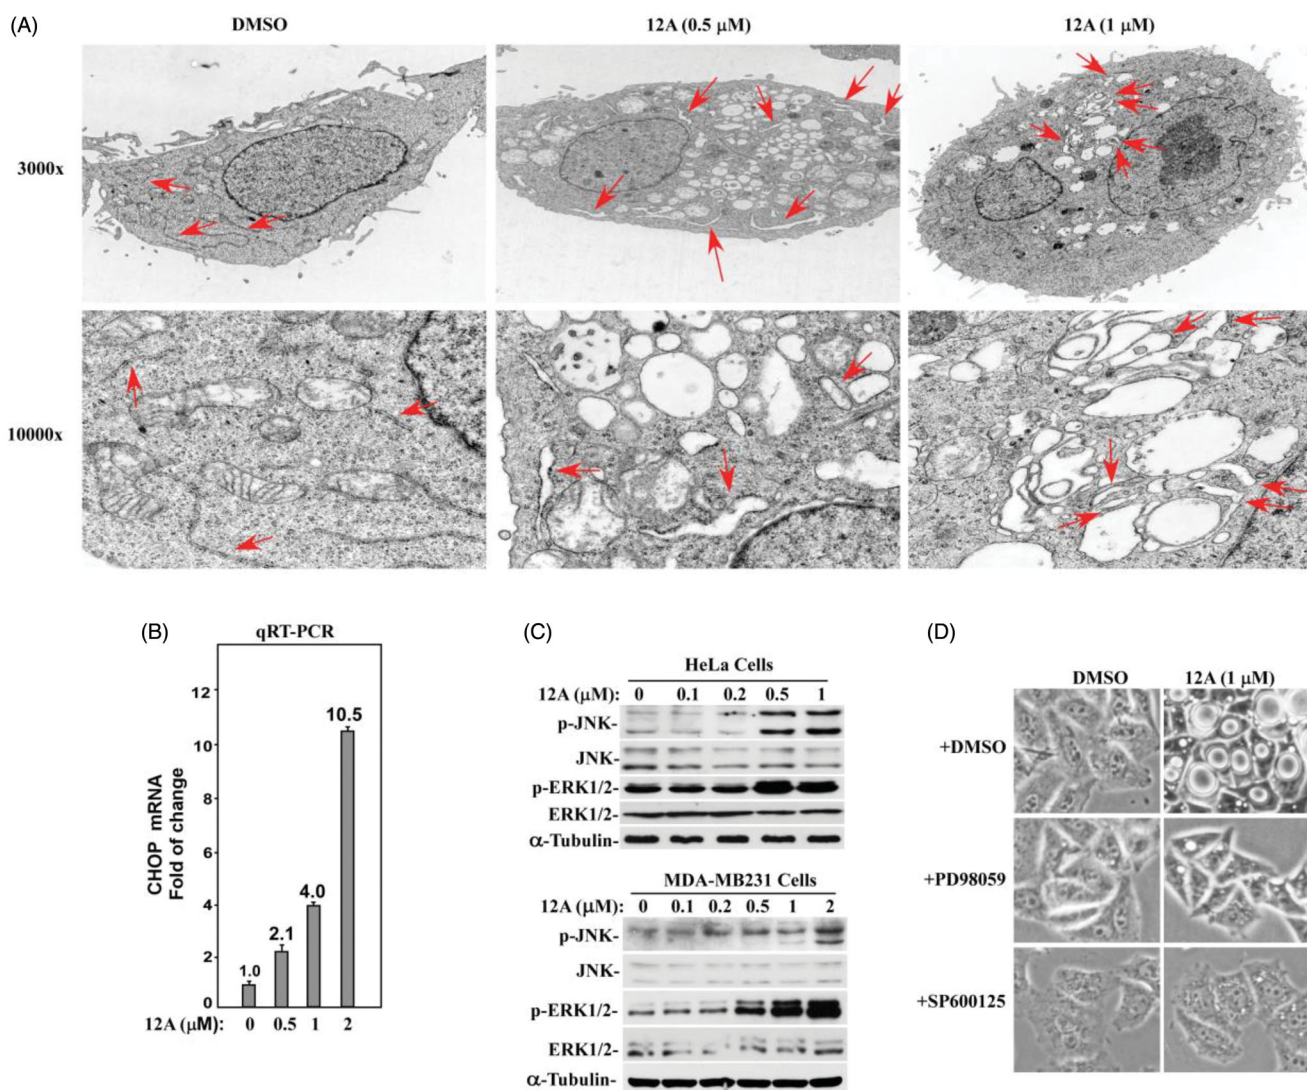 (A)
DMSO
12A (0.5 μM)
12A (1 μM)
3000x
10000x
(B)
qRT-PCR
CHOP mRNA
Fold of change
12
10
8
6
4
2
0
1.0
2.1
4.0
10.5
12A (μM): 0 0.5 1 2
(C)
HeLa Cells
12A (μM): 0 0.1 0.2 0.5 1
p-JNK-
JNK-
p-ERK1/2-
ERK1/2-
α-Tubulin-
MDA-MB231 Cells
12A (μM): 0 0.1 0.2 0.5 1 2
p-JNK-
JNK-
p-ERK1/2-
ERK1/2-
α-Tubulin-
(D)
DMSO 12A (1 μM)
+DMSO
+PD98059
+SP600125